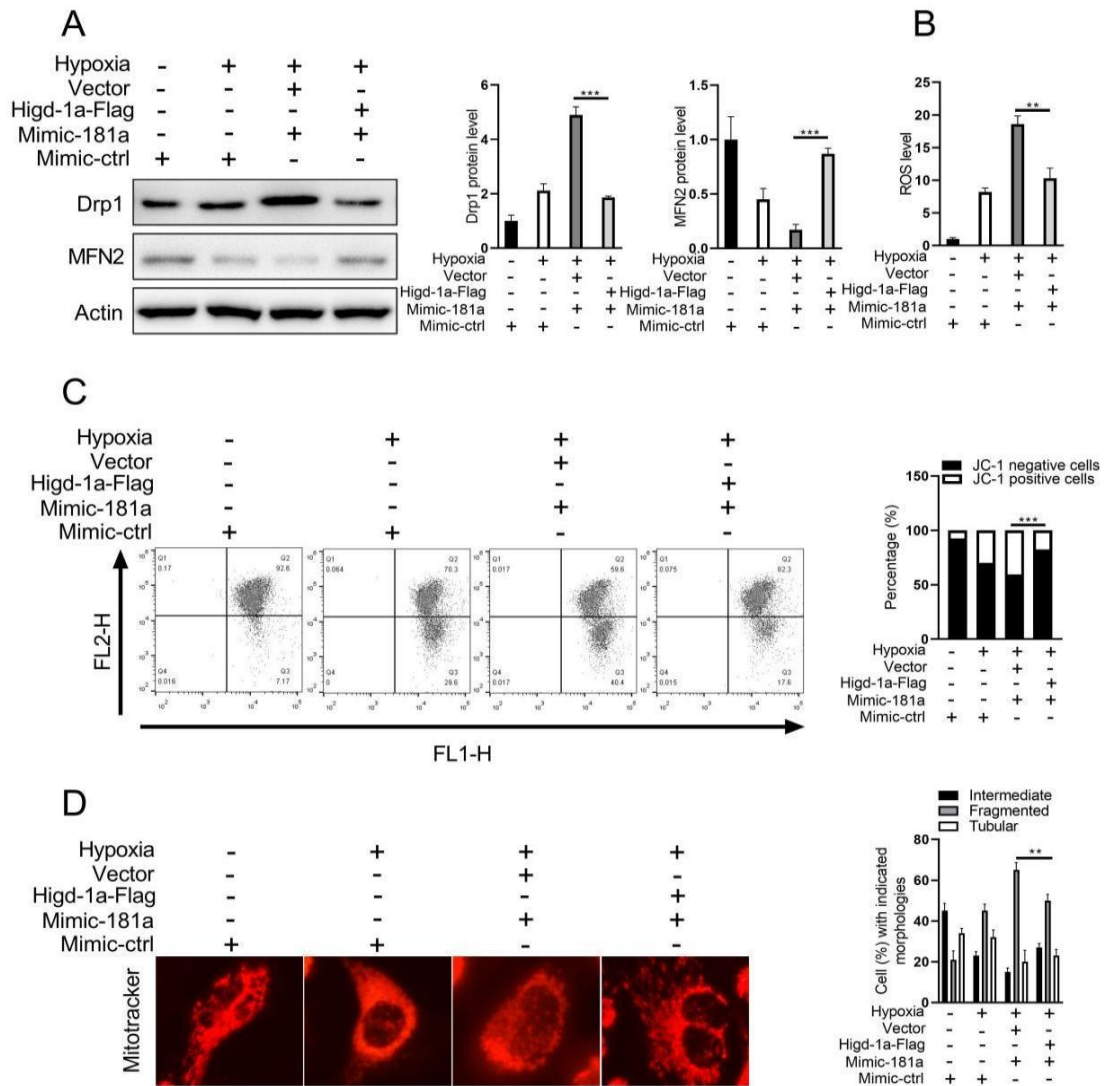 A
B
Hypoxia - + + +
Vector - - + -
Higd-1a-Flag - - - +
Mimic-181a - - + +
Mimic-ctrl + + - -
Drp1
MFN2
Actin
Drp1 protein level
6
4
2
0
***
Hypoxia - + + +
Vector - - + -
Higd-1a-Flag - - - +
Mimic-181a - - + +
Mimic-ctrl + + - -
MFN2 protein level
1.5
1.0
0.5
0.0
***
Hypoxia - + + +
Vector - - + -
Higd-1a-Flag - - - +
Mimic-181a - - + +
Mimic-ctrl + + - -
ROS level
25
20
15
10
5
0
**
Hypoxia - + + +
Vector - - + -
Higd-1a-Flag - - - +
Mimic-181a - - + +
Mimic-ctrl + + - -
C
Hypoxia - + + +
Vector - - + -
Higd-1a-Flag - - - +
Mimic-181a - - + +
Mimic-ctrl + + - -
FL2-H
Q1 Q2
0.17 92.6
Q4 Q3
0.016 7.17
Q1 Q2
0.064 70.3
Q4 Q3
0 29.6
Q1 Q2
0.017 59.6
Q4 Q3
0.017 40.4
Q1 Q2
0.075 82.3
Q4 Q3
0.015 17.6
FL1-H
JC-1 negative cells
JC-1 positive cells
Percentage (%)
150
100
50
0
***
Hypoxia - + + +
Vector - - + -
Higd-1a-Flag - - - +
Mimic-181a - - + +
Mimic-ctrl + + - -
D
Hypoxia - + + +
Vector - - + -
Higd-1a-Flag - - - +
Mimic-181a - - + +
Mimic-ctrl + + - -
Mitotracker
Intermediate
Fragmented
Tubular
Cell (%) with indicated
morphologies
80
60
40
20
0
**
Hypoxia - + + +
Vector - - + -
Higd-1a-Flag - - - +
Mimic-181a - - + +
Mimic-ctrl + + - -